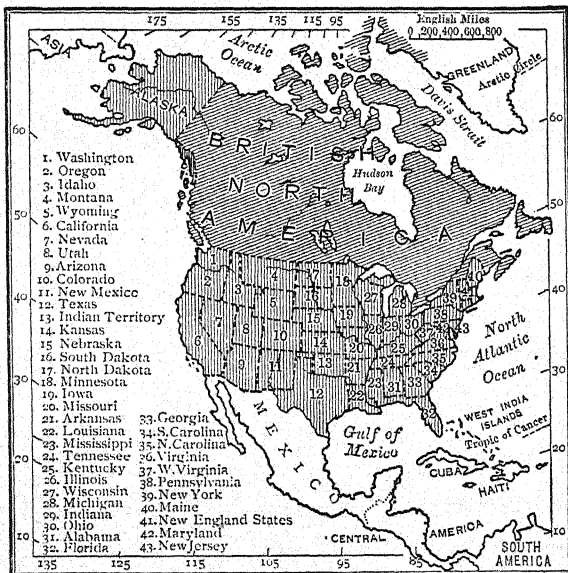 175 155 135 115 95
English Miles
0 200 400 600 800
ASIA
Arctic
Ocean
GREENLAND
Arctic Circle
Davis Strait
ALASKA
BRITISH
NORTH
AMERICA
Hudson
Bay
60
50
40
30
20
10
60
50
40
30
20
10
1. Washington
2. Oregon
3. Idaho
4. Montana
5. Wyoming
6. California
7. Nevada
8. Utah
9. Arizona
10. Colorado
11. New Mexico
12. Texas
13. Indian Territory
14. Kansas
15 Nebraska
16. South Dakota
17. North Dakota
18. Minnesota
19. Iowa
20. Missouri
21. Arkansas
22. Louisiana
23. Mississippi
24. Tennessee
25. Kentucky
26. Illinois
27. Wisconsin
28. Michigan
29. Indiana
30. Ohio
31. Alabama
32. Florida
33. Georgia
34. S. Carolina
35. N. Carolina
36. Virginia
37. W. Virginia
38. Pennsylvania
39. New York
40. Maine
41. New England States
42. Maryland
43. New Jersey
North
Atlantic
Ocean
WEST INDIA
ISLANDS
Tropic of Cancer
Gulf of
Mexico
MEXICO
CUBA
HAITI
CENTRAL
AMERICA
SOUTH
AMERICA
135 125 115 105 95 85